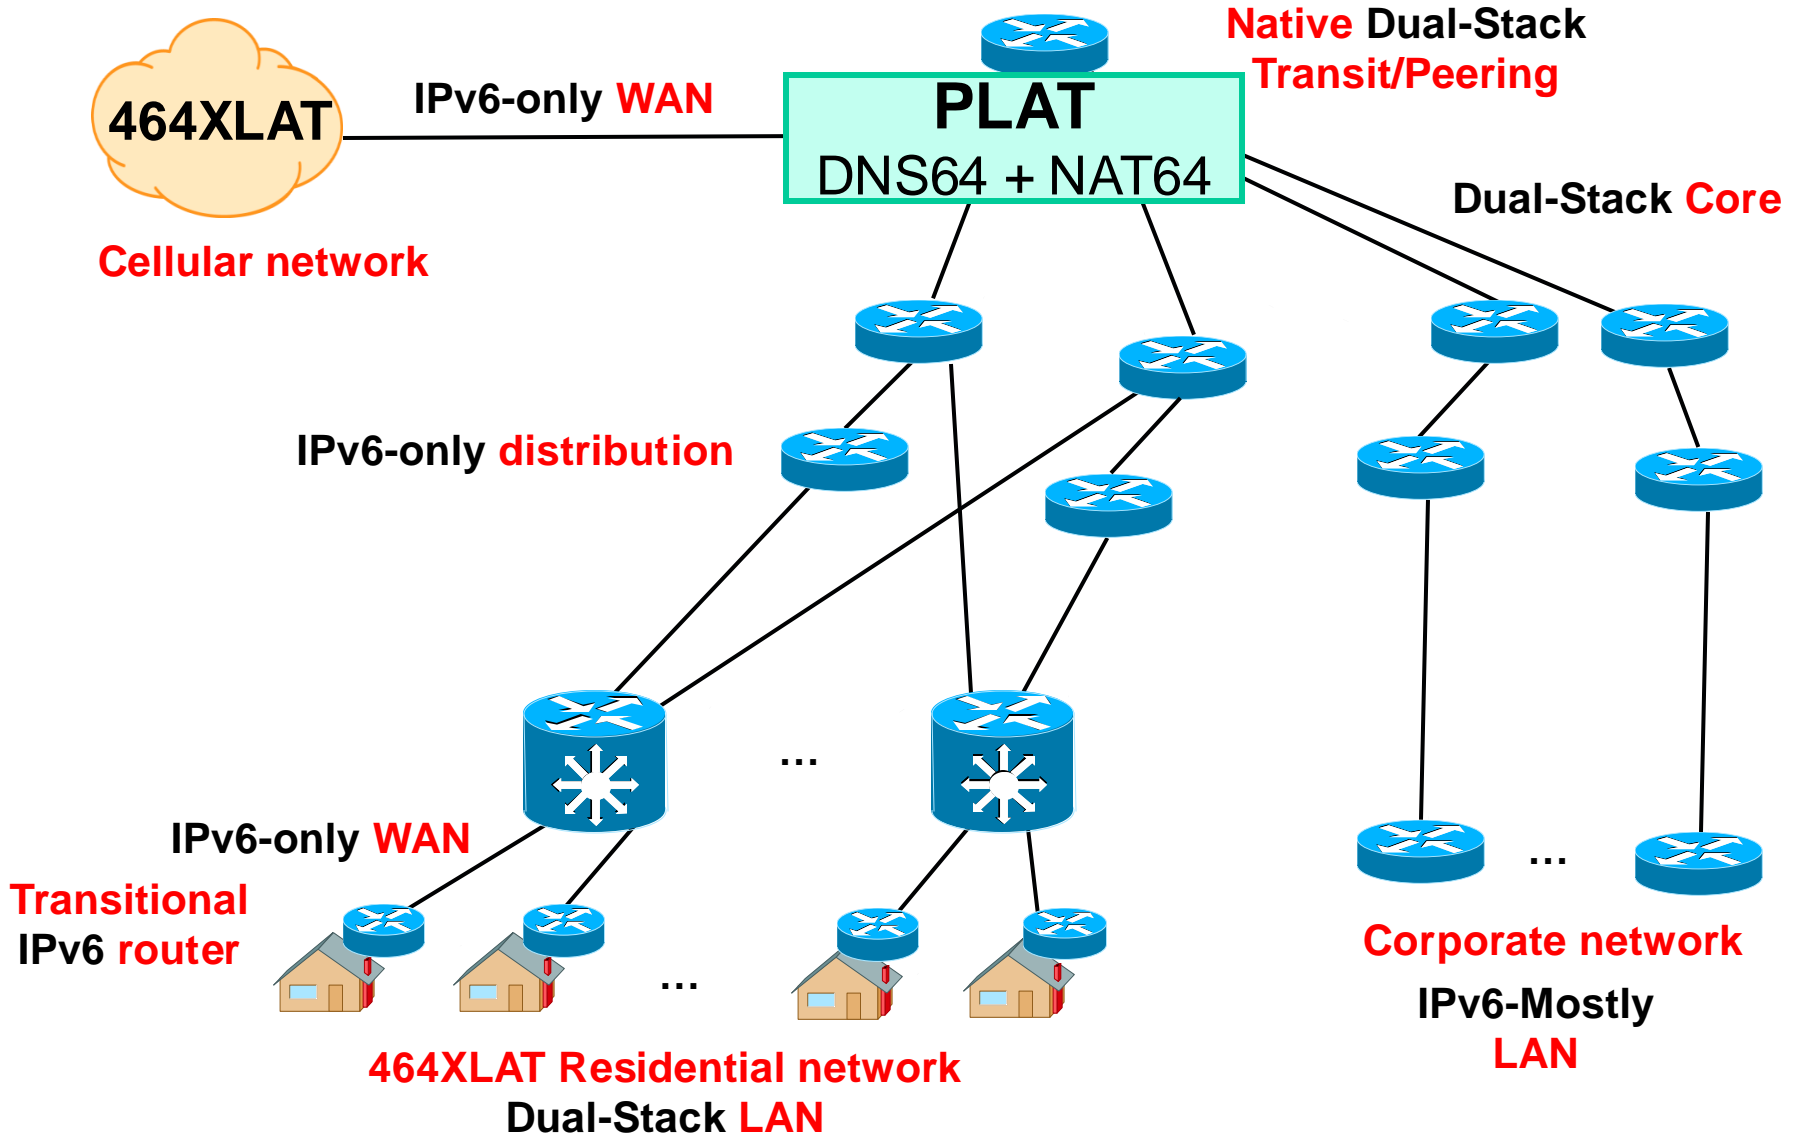 Native Dual-Stack
Transit/Peering
464XLAT
IPv6-only WAN
PLAT
DNS64 + NAT64
Dual-Stack Core
Cellular network
IPv6-only distribution
...
IPv6-only WAN
...
Transitional
IPv6 router
...
Corporate network
IPv6-Mostly
LAN
464XLAT Residential network
Dual-Stack LAN